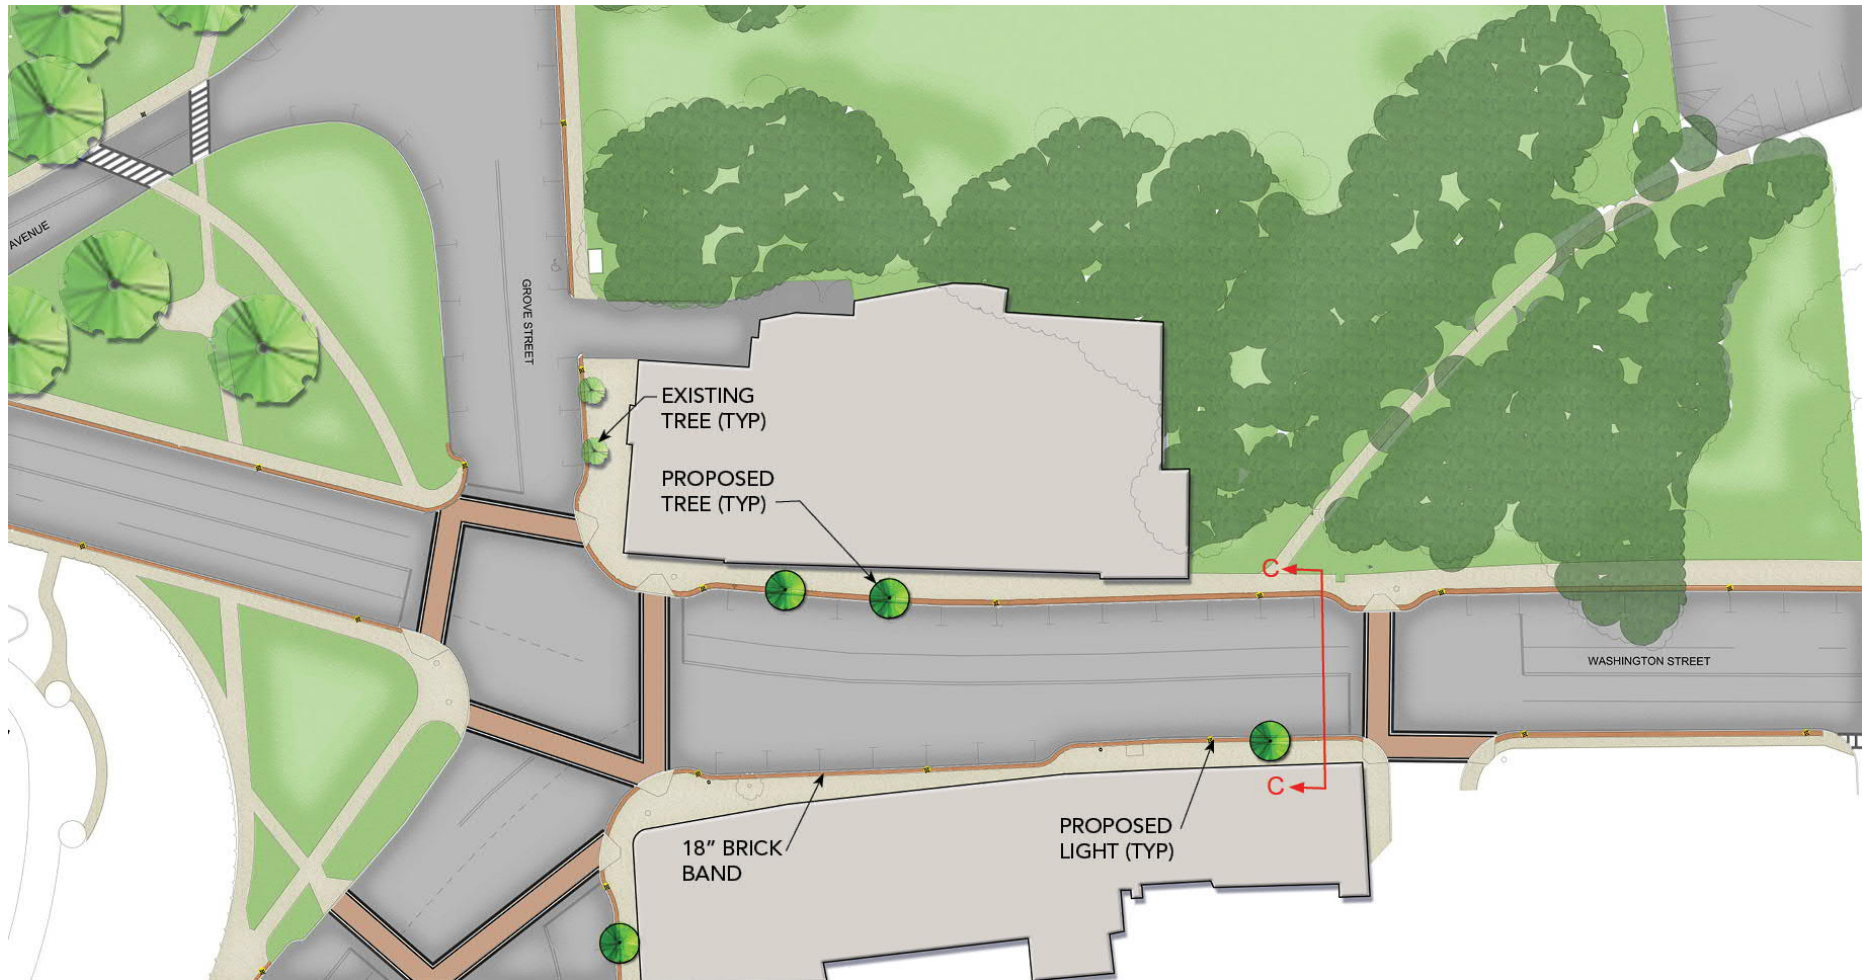 AVENUE
GROVE STREET
EXISTING
TREE (TYP)
PROPOSED
TREE (TYP)
C
WASHINGTON STREET
C
PROPOSED
LIGHT (TYP)
18” BRICK
BAND